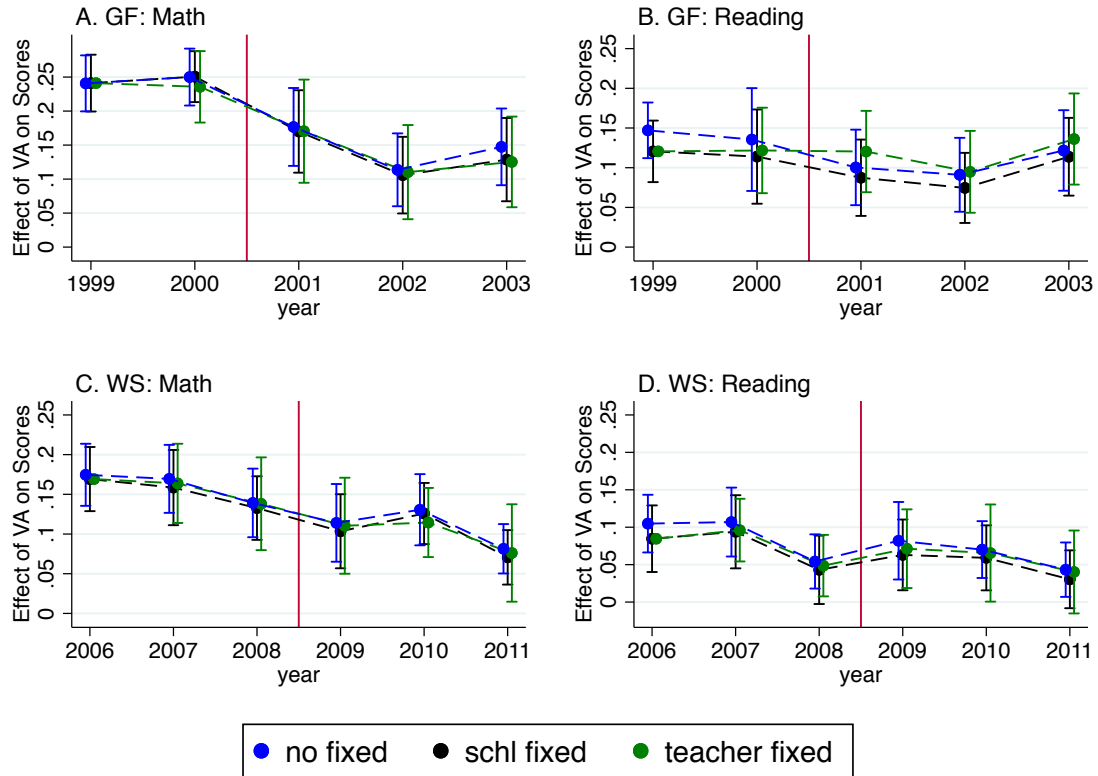 A. GF: Math
Effect of VA on Scores
.25
.2
.15
.1
.05
0
1999 2000 2001 2002 2003
year
B. GF: Reading
Effect of VA on Scores
.25
.2
.15
.1
.05
0
1999 2000 2001 2002 2003
year
C. WS: Math
Effect of VA on Scores
.25
.2
.15
.1
.05
0
2006 2007 2008 2009 2010 2011
year
D. WS: Reading
Effect of VA on Scores
.25
.2
.15
.1
.05
0
2006 2007 2008 2009 2010 2011
year
no fixed schl fixed teacher fixed